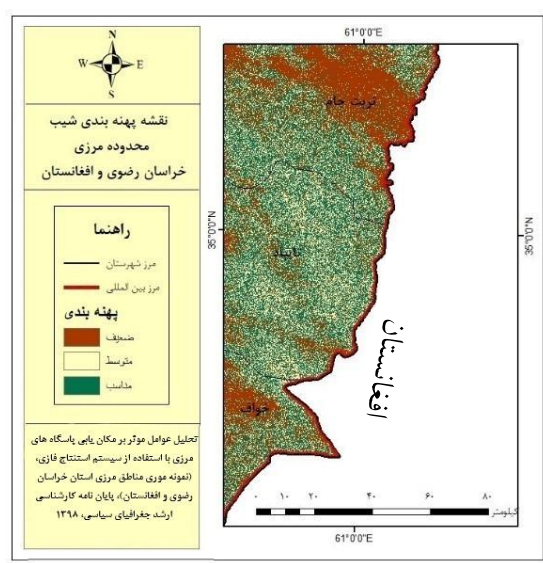 N
W E
S
نقشه پهنه بندی شیب
محدوده مرزی
خراسان رضوی و افغانستان
راهنما
مرز شهرستان
مرز بین المللی
پهنه بندی
ضعیف
متوسط
مناسب
تحلیل عوامل موثر بر مکان یابی پاسگاه های
مرزی با استفاده از سیستم استنتاج فازی،
(نمونه موری مناطق مرزی استان خراسان
رضوی و افغانستان)، پایان نامه کارشناسی
ارشد جغرافیای سیاسی، ۱۳۹۸
61°0'0"E
35°0'0"N
35°0'0"N
تربت جام
تایباد
خواف
افغانستان
۰ ۱۰ ۲۰ ۴۰ ۶۰ ۸۰
کیلومتر
61°0'0"E